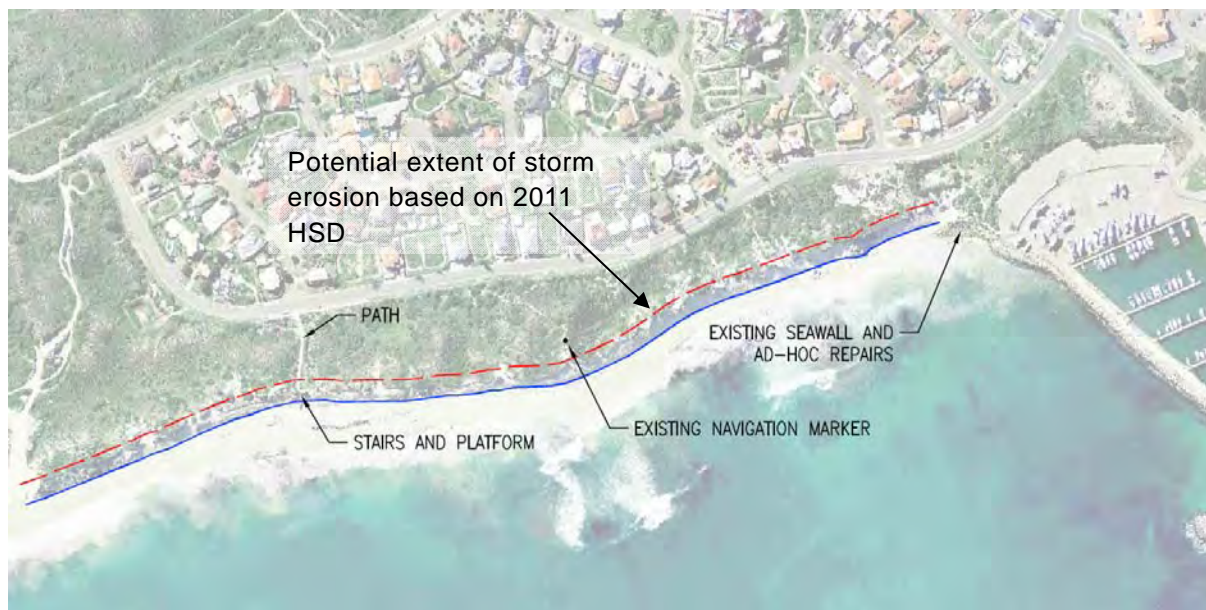 Potential extent of storm
erosion based on 2011
HSD
PATH
EXISTING SEAWALL AND
AD-HOC REPAIRS
EXISTING NAVIGATION MARKER
STAIRS AND PLATFORM